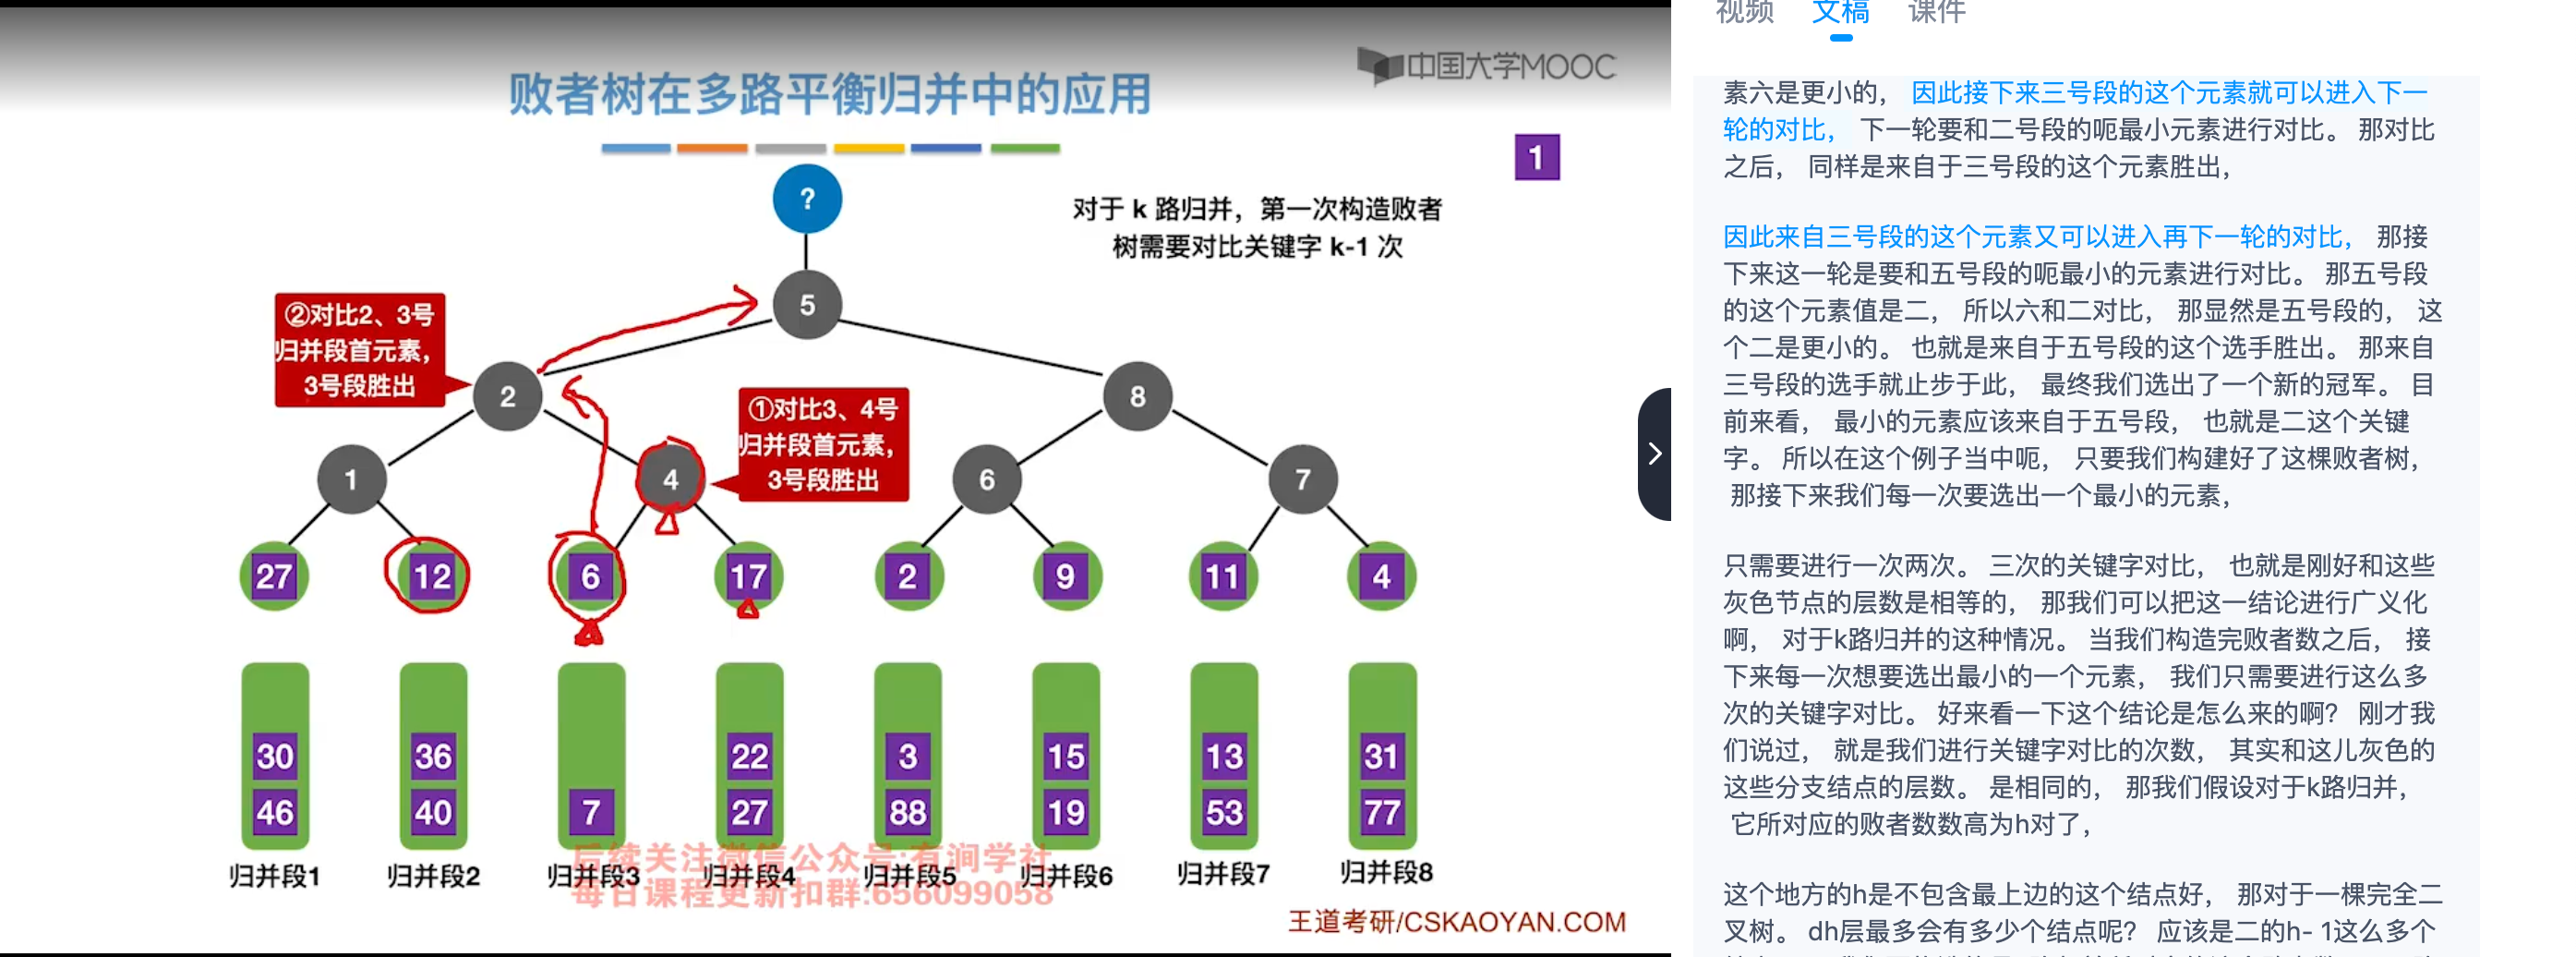 中国大学MOOC
败者树在多路平衡归并中的应用
1
?
对于 k 路归并，第一次构造败者
树需要对比关键字 k-1 次
5
②对比2、3号
归并段首元素，
3号段胜出
2
8
①对比3、4号
归并段首元素，
3号段胜出
1
4
6
7
27
12
6
17
2
9
11
4
30
36
22
3
15
13
31
46
40
7
27
88
19
53
77
后续关注微信公众号:有涧学社
归并段1
归并段2
归并段3
归并段4
归并段5
归并段6
归并段7
归并段8
每日课程更新扣群:656099058
王道考研/CSKAOYAN.COM
视频 文稿 课件
素六是更小的， 因此接下来三号段的这个元素就可以进入下一
轮的对比， 下一轮要和二号段的呃最小元素进行对比。 那对比
之后， 同样是来自于三号段的这个元素胜出，
因此来自三号段的这个元素又可以进入再下一轮的对比， 那接
下来这一轮是要和五号段的呃最小的元素进行对比。 那五号段
的这个元素值是二， 所以六和二对比， 那显然是五号段的， 这
个二是更小的。 也就是来自于五号段的这个选手胜出。 那来自
三号段的选手就止步于此， 最终我们选出了一个新的冠军。 目
前来看， 最小的元素应该来自于五号段， 也就是二这个关键
字。 所以在这个例子当中呃， 只要我们构建好了这棵败者树，
那接下来我们每一次要选出一个最小的元素，
只需要进行一次两次。 三次的关键字对比， 也就是刚好和这些
灰色节点的层数是相等的， 那我们可以把这一结论进行广义化
啊， 对于k路归并的这种情况。 当我们构造完败者数之后， 接
下来每一次想要选出最小的一个元素， 我们只需要进行这么多
次的关键字对比。 好来看一下这个结论是怎么来的啊？ 刚才我
们说过， 就是我们进行关键字对比的次数， 其实和这儿灰色的
这些分支结点的层数。 是相同的， 那我们假设对于k路归并，
它所对应的败者数数高为h对了，
这个地方的h是不包含最上边的这个结点好， 那对于一棵完全二
叉树。 dh层最多会有多少个结点呢？ 应该是二的h- 1这么多个